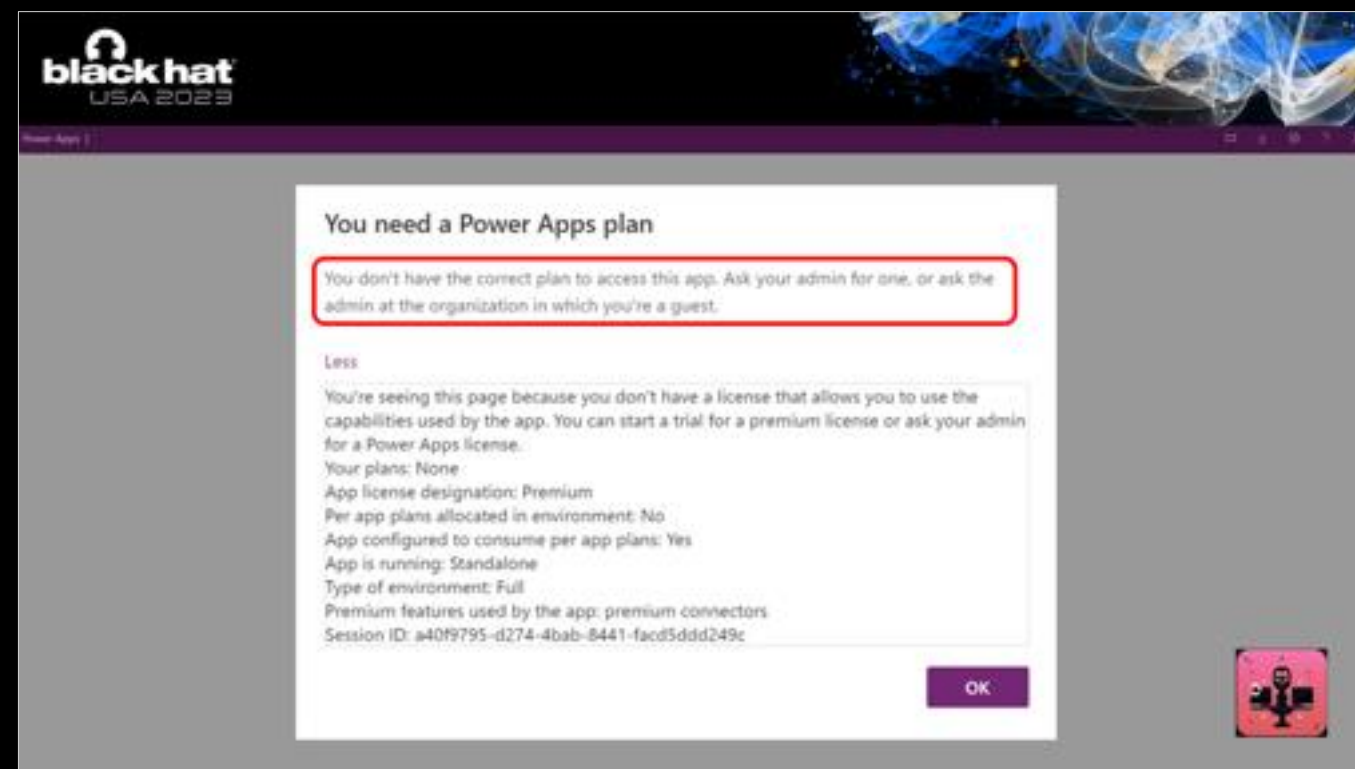 black hat
USA 2023
Power Apps |
You need a Power Apps plan
You don't have the correct plan to access this app. Ask your admin for one, or ask the
admin at the organization in which you're a guest.
Less
You're seeing this page because you don't have a license that allows you to use the
capabilities used by the app. You can start a trial for a premium license or ask your admin
for a Power Apps license.
Your plans: None
App license designation: Premium
Per app plans allocated in environment: No
App configured to consume per app plans: Yes
App is running: Standalone
Type of environment: Full
Premium features used by the app: premium connectors
Session ID: a40f9795-d274-4bab-8441-facd5ddd249c
OK